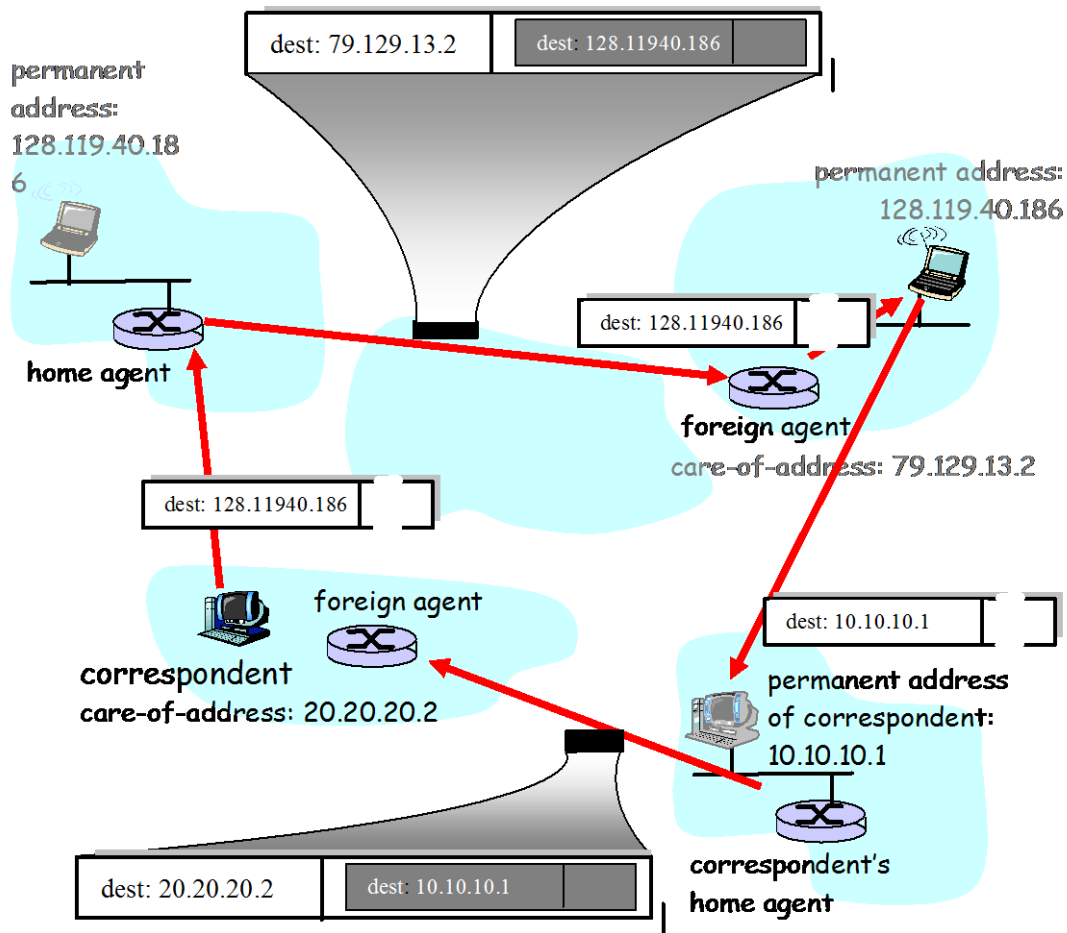 dest: 79.129.13.2
dest: 128.11940.186
permanent
address:
128.119.40.18
6
permanent address:
128.119.40.186
dest: 128.11940.186
home agent
foreign agent
care-of-address: 79.129.13.2
dest: 128.11940.186
foreign agent
correspondent
care-of-address: 20.20.20.2
dest: 10.10.10.1
permanent address
of correspondent:
10.10.10.1
correspondent's
home agent
dest: 20.20.20.2
dest: 10.10.10.1